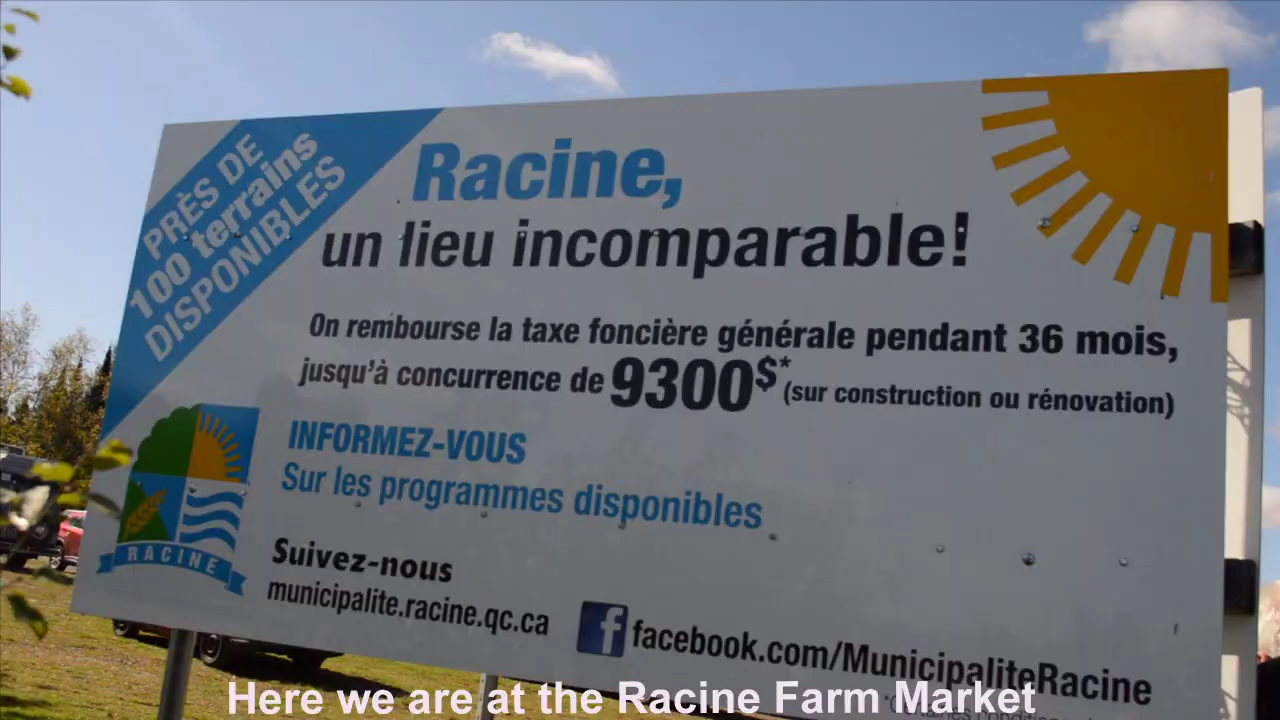 PRÈS DE
100 terrains
DISPONIBLES
Racine,
un lieu incomparable!
On rembourse la taxe foncière générale pendant 36 mois,
jusqu'à concurrence de 9300$* (sur construction ou rénovation)
INFORMEZ-VOUS
Sur les programmes disponibles
RACINE
Suivez-nous
municipalite.racine.qc.ca
f facebook.com/MunicipaliteRacine
Here we are at the Racine Farm Market